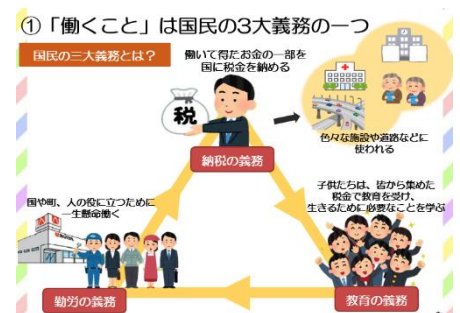 ①「働くこと」は国民の3大義務の一つ
国民の三大義務とは？
働いて得たお金の一部を
国に税金を納める
税
色々な施設や道路などに
使われる
納税の義務
国や町、人の役に立つために
一生懸命働く
子供たちは、皆から集めた
税金で教育を受け、
生きるために必要なことを学ぶ
勤労の義務
教育の義務